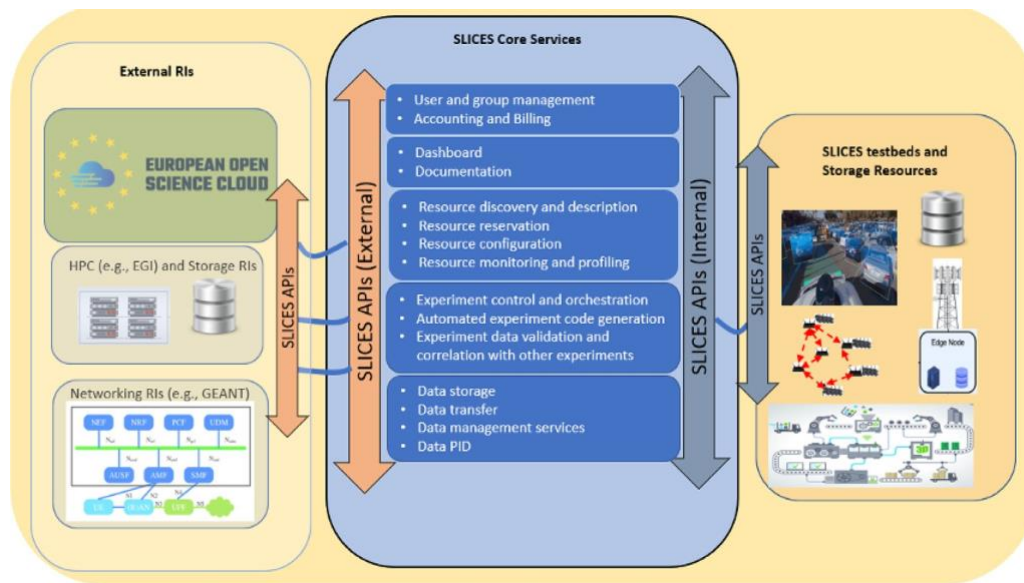 SLICES Core Services
External RIs
EUROPEAN OPEN
SCIENCE CLOUD
HPC (e.g., EGI) and Storage RIs
Networking RIs (e.g., GEANT)
NEF
NRF
PCF
UDM
AUSF
AMF
SMF
N1
N2
SLICES APIs
SLICES APIs (External)
• User and group management
• Accounting and Billing
• Dashboard
• Documentation
• Resource discovery and description
• Resource reservation
• Resource configuration
• Resource monitoring and profiling
• Experiment control and orchestration
• Automated experiment code generation
• Experiment data validation and
correlation with other experiments
• Data storage
• Data transfer
• Data management services
• Data PID
SLICES APIs (Internal)
SLICES APIs
SLICES testbeds and
Storage Resources
Edge Node